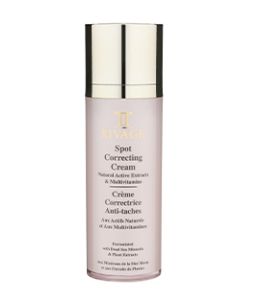 RIVAGE
Spot
Correcting
Cream
Natural Active Extracts
& Multivitamins
Crème
Correctrice
Anti-taches
Aux Actifs Naturels
et Aux Multivitamines
Formulated
with Dead Sea Minerals
& Plant Extracts
Aux Minéraux de la Mer Morte
et aux Extraits de Plantes